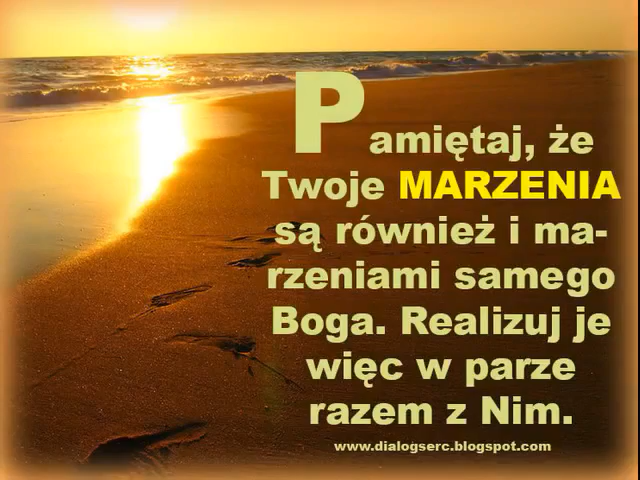 Pamiętaj, że
Twoje MARZENIA
są również i ma-
rzeniami samego
Boga. Realizuj je
więc w parze
razem z Nim.
www.dialogserc.blogspot.com